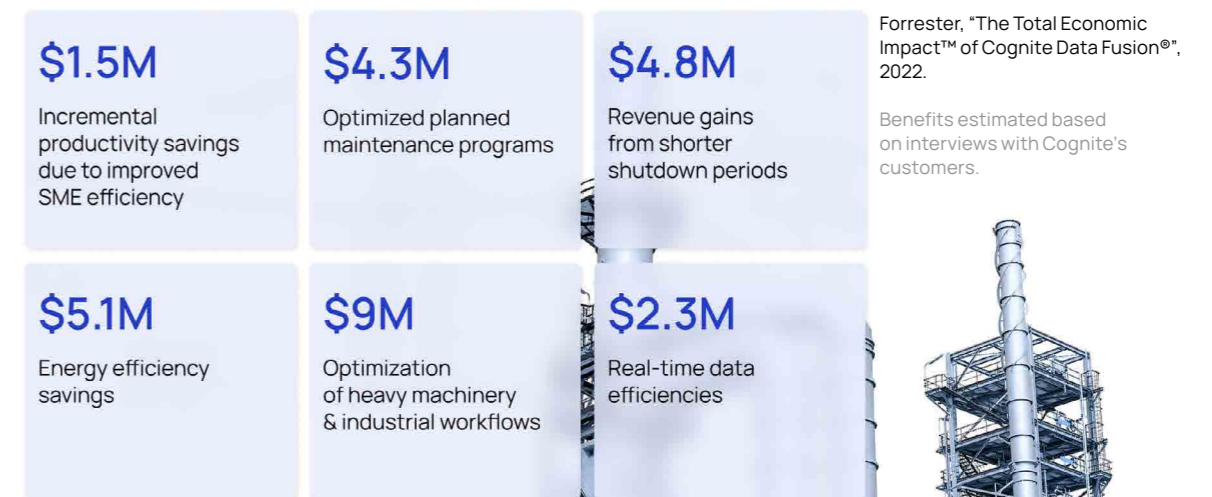 $1.5M
Incremental
productivity savings
due to improved
SME efficiency
$4.3M
Optimized planned
maintenance programs
$4.8M
Revenue gains
from shorter
shutdown periods
Forrester, “The Total Economic
Impact™ of Cognite Data Fusion®”,
2022.
Benefits estimated based
on interviews with Cognite’s
customers.
$5.1M
Energy efficiency
savings
$9M
Optimization
of heavy machinery
& industrial workflows
$2.3M
Real-time data
efficiencies